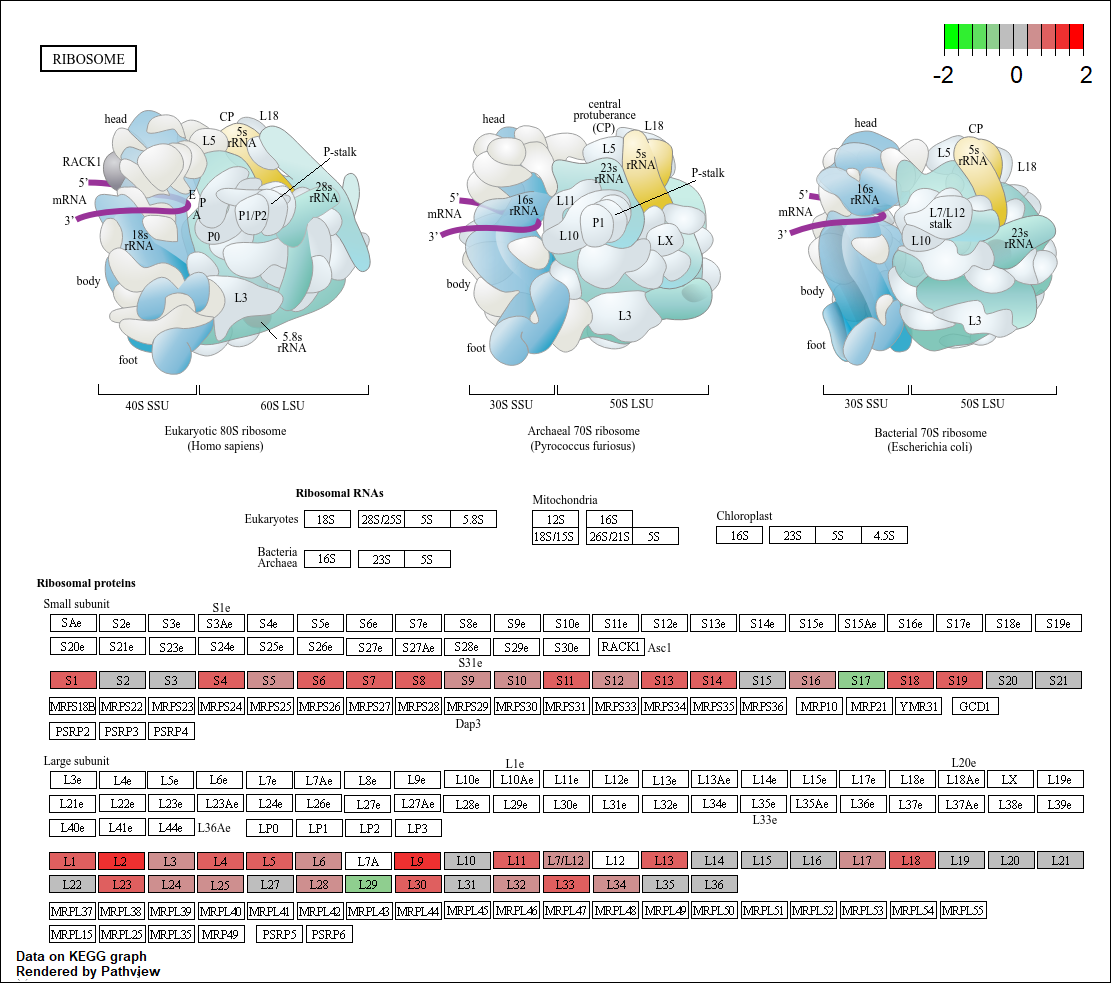 RIBOSOME
-2 0 2
head
CP
L18
L5
5s
rRNA
RACK1
P-stalk
5'
mRNA
3'
E
P
A
28s
rRNA
P1/P2
P0
18s
rRNA
body
L3
5.8s
rRNA
foot
40S SSU 60S LSU
Eukaryotic 80S ribosome
(Homo sapiens)
central
protuberance
(CP)
head
L18
L5
5s
rRNA
23s
rRNA
P-stalk
5'
mRNA
3'
16s
rRNA
L11
P1
L10
LX
body
L3
foot
30S SSU 50S LSU
Archaeal 70S ribosome
(Pyrococcus furiosus)
head
CP
L5
5s
rRNA
L18
16s
rRNA
5'
mRNA
3'
L7/L12
stalk
L10
23s
rRNA
body
L3
foot
30S SSU 50S LSU
Bacterial 70S ribosome
(Escherichia coli)
Ribosomal RNAs
Eukaryotes 18S 28S/25S 5S 5.8S
Bacteria
Archaea
16S 23S 5S
Mitochondria
12S 16S
18S/15S 26S/21S 5S
Chloroplast
16S 23S 5S 4.5S
Ribosomal proteins
Small subunit
S1e
SAe S2e S3e S3Ae S4e S5e S6e S7e S8e S9e S10e S11e S12e S13e S14e S15e S15Ae S16e S17e S18e S19e
S20e S21e S23e S24e S25e S26e S27e S27Ae S28e S29e S30e RACK1 Asc1
S31e
S1 S2 S3 S4 S5 S6 S7 S8 S9 S10 S11 S12 S13 S14 S15 S16 S17 S18 S19 S20 S21
MRPS18B MRPS22 MRPS23 MRPS24 MRPS25 MRPS26 MRPS27 MRPS28 MRPS29 MRPS30 MRPS31 MRPS33 MRPS34 MRPS35 MRPS36 MRP10 MRP21 YMR31 GCD1
Dap3
PSRP2 PSRP3 PSRP4
Large subunit
L1e L20e
L3e L4e L5e L6e L7e L7Ae L8e L9e L10e L10Ae L11e L12e L13e L13Ae L14e L15e L17e L18e L18Ae LX L19e
L21e L22e L23e L23Ae L24e L26e L27e L27Ae L28e L29e L30e L31e L32e L34e L35e L35Ae L36e L37e L37Ae L38e L39e
L33e
L40e L41e L44e L36Ae LP0 LP1 LP2 LP3
L1 L2 L3 L4 L5 L6 L7A L9 L10 L11 L7/L12 L12 L13 L14 L15 L16 L17 L18 L19 L20 L21
L22 L23 L24 L25 L27 L28 L29 L30 L31 L32 L33 L34 L35 L36
MRPL37 MRPL38 MRPL39 MRPL40 MRPL41 MRPL42 MRPL43 MRPL44 MRPL45 MRPL46 MRPL47 MRPL48 MRPL49 MRPL50 MRPL51 MRPL52 MRPL53 MRPL54 MRPL55
MRPL15 MRPL25 MRPL35 MRP49 PSRP5 PSRP6
Data on KEGG graph
Rendered by Pathview